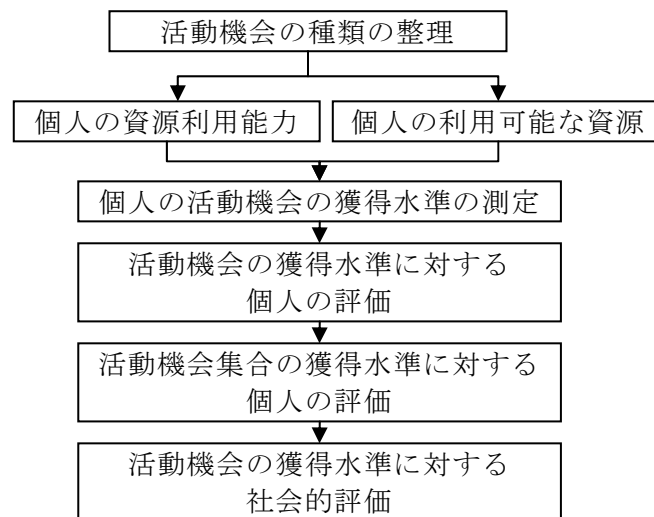 活動機会の種類の整理
個人の資源利用能力
個人の利用可能な資源
個人の活動機会の獲得水準の測定
活動機会の獲得水準に対する
個人の評価
活動機会集合の獲得水準に対する
個人の評価
活動機会の獲得水準に対する
社会的評価